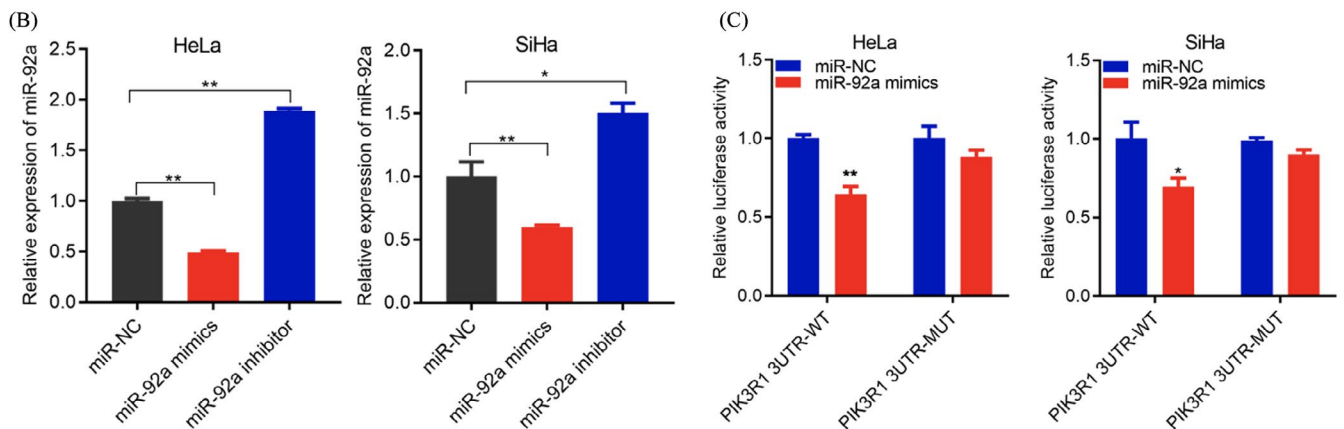 (B)
HeLa
Relative expression of miR-92a
2.5
2.0
1.5
1.0
0.5
0.0
**
**
miR-NC
miR-92a mimics
miR-92a inhibitor
SiHa
Relative expression of miR-92a
2.0
1.5
1.0
0.5
0.0
*
**
miR-NC
miR-92a mimics
miR-92a inhibitor
(C)
HeLa
miR-NC
miR-92a mimics
Relative luciferase activity
1.5
1.0
0.5
0.0
**
PIK3R1 3UTR-WT
PIK3R1 3UTR-MUT
SiHa
miR-NC
miR-92a mimics
Relative luciferase activity
1.5
1.0
0.5
0.0
*
PIK3R1 3UTR-WT
PIK3R1 3UTR-MUT